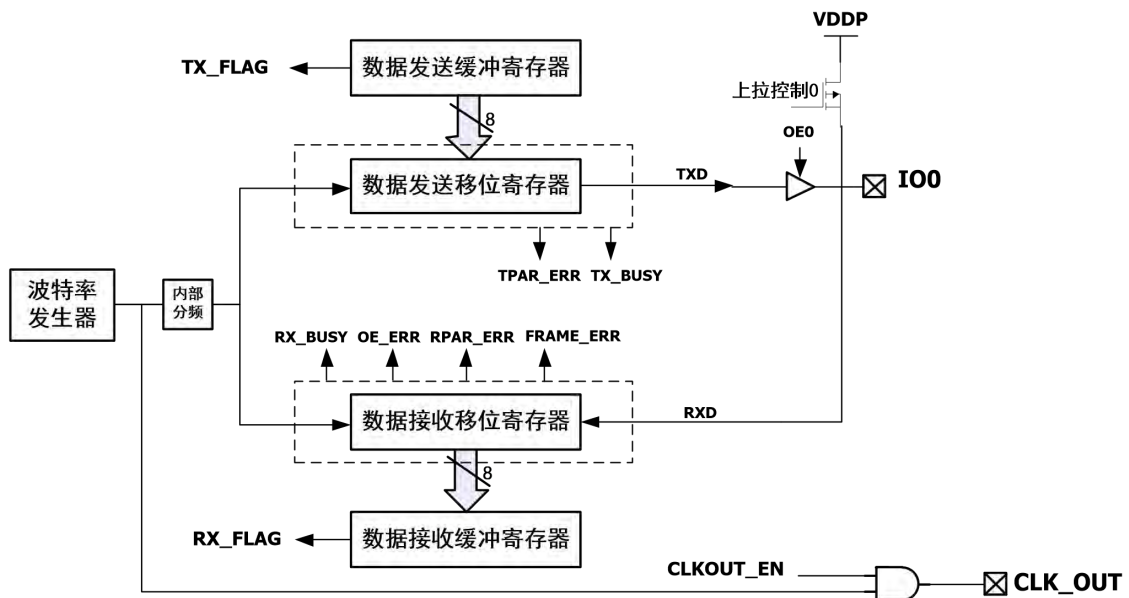 VDDP
TX_FLAG
数据发送缓冲寄存器
上拉控制0
8
OE0
数据发送移位寄存器
TXD
IO0
TPAR_ERR
TX_BUSY
波特率
发生器
内部
分频
RX_BUSY
OE_ERR
RPAR_ERR
FRAME_ERR
数据接收移位寄存器
RXD
8
RX_FLAG
数据接收缓冲寄存器
CLKOUT_EN
CLK_OUT